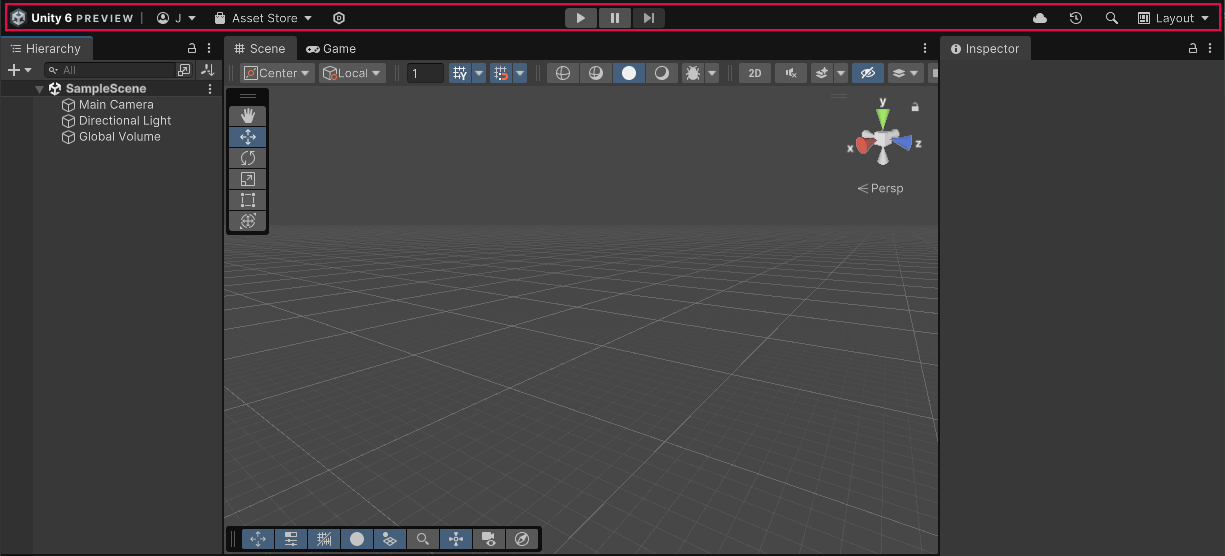 Unity 6 PREVIEW | J Asset Store Layout
Hierarchy Scene Game Inspector
All Center Local 1 2D
SampleScene
Main Camera
Directional Light
Global Volume
y
x z
Persp